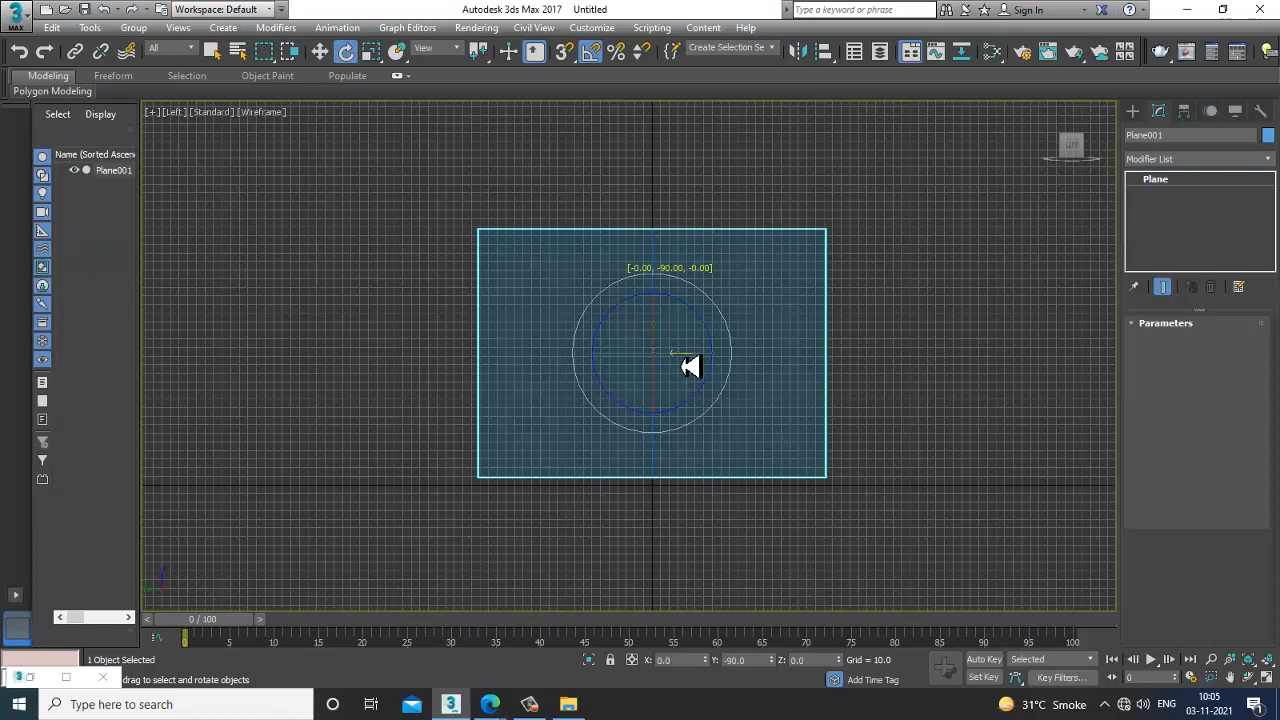 Workspace: Default
Autodesk 3ds Max 2017 Untitled
Type a keyword or phrase
Sign In
MAX
Edit Tools Group Views Create Modifiers Animation Graph Editors Rendering Civil View Customize Scripting Content Help
All
View
Create Selection Se
Modeling Freeform Selection Object Paint Populate
Polygon Modeling
Select Display
[+] [Left] [Standard] [Wireframe]
Name (Sorted Ascen
Plane001
Plane001
Modifier List
Plane
[-0.00, -90.00, -0.00]
Parameters
0 / 100
0 5 10 15 20 25 30 35 40 45 50 55 60 65 70 75 80 85 90 95 100
1 Object Selected
X: 0.0 Y: -90.0 Z: 0.0 Grid = 10.0
Auto Key Selected
drag to select and rotate objects
Add Time Tag
Set Key Key Filters...
0
Type here to search
31°C Smoke
ENG
10:05
03-11-2021